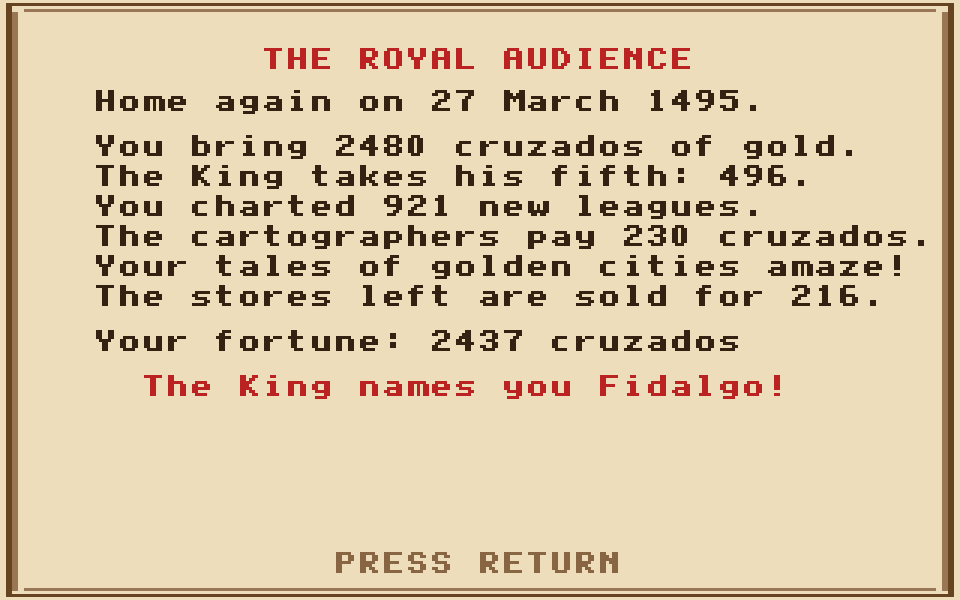 THE ROYAL AUDIENCE
Home again on 27 March 1495.
You bring 2480 cruzados of gold.
The King takes his fifth: 496.
You charted 921 new leagues.
The cartographers pay 230 cruzados.
Your tales of golden cities amaze!
The stores left are sold for 216.
Your fortune: 2437 cruzados
The King names you Fidalgo!
PRESS RETURN